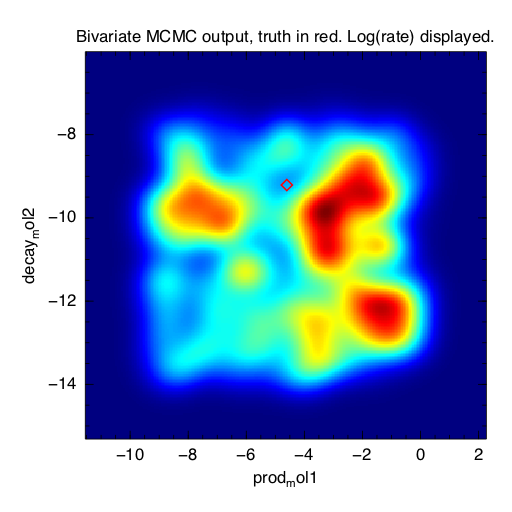 Bivariate MCMC output, truth in red. Log(rate) displayed.
−8
−10
−12
−14
decay_mol2
−10 −8 −6 −4 −2 0 2
prod_mol1